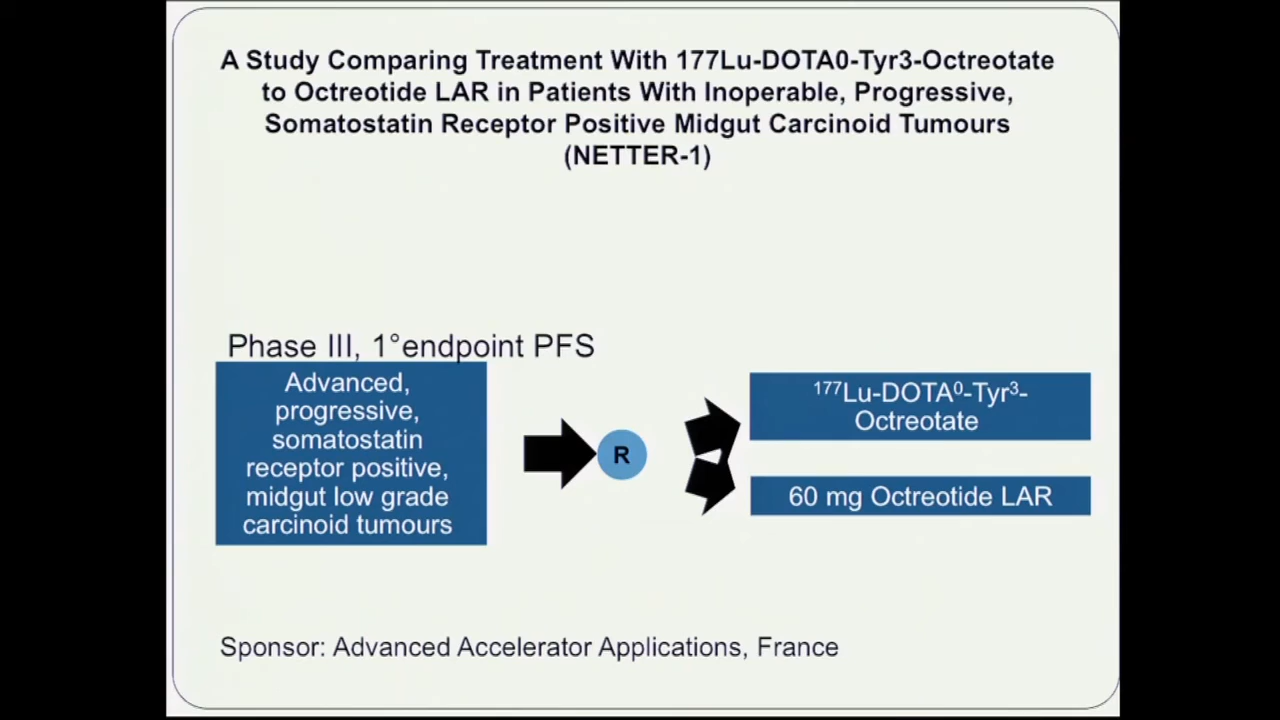 A Study Comparing Treatment With 177Lu-DOTA0-Tyr3-Octreotate
to Octreotide LAR in Patients With Inoperable, Progressive,
Somatostatin Receptor Positive Midgut Carcinoid Tumours
(NETTER-1)
Phase III, 1°endpoint PFS
Advanced,
progressive,
somatostatin
receptor positive,
midgut low grade
carcinoid tumours
R
¹⁷⁷Lu-DOTA⁰-Tyr³-
Octreotate
60 mg Octreotide LAR
Sponsor: Advanced Accelerator Applications, France